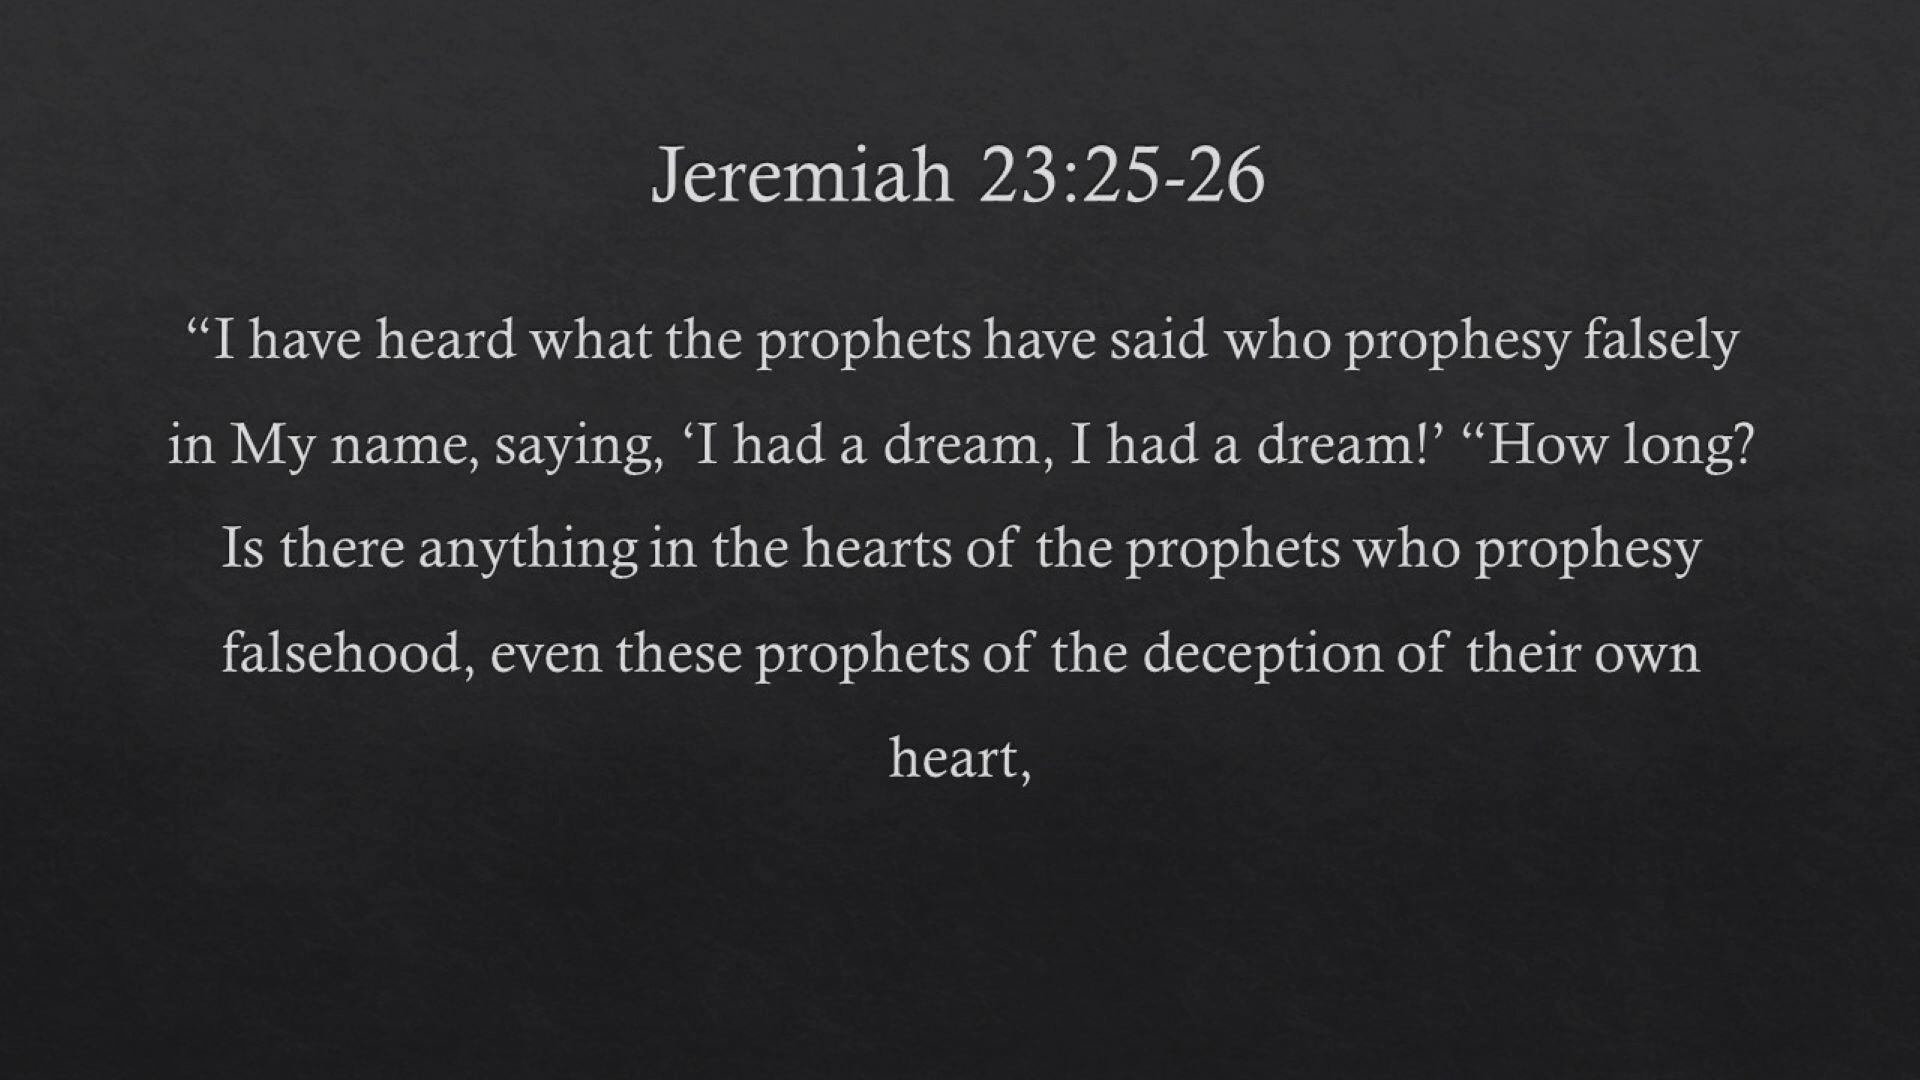 Jeremiah 23:25-26
“I have heard what the prophets have said who prophesy falsely
in My name, saying, ‘I had a dream, I had a dream!’ “How long?
Is there anything in the hearts of the prophets who prophesy
falsehood, even these prophets of the deception of their own
heart,